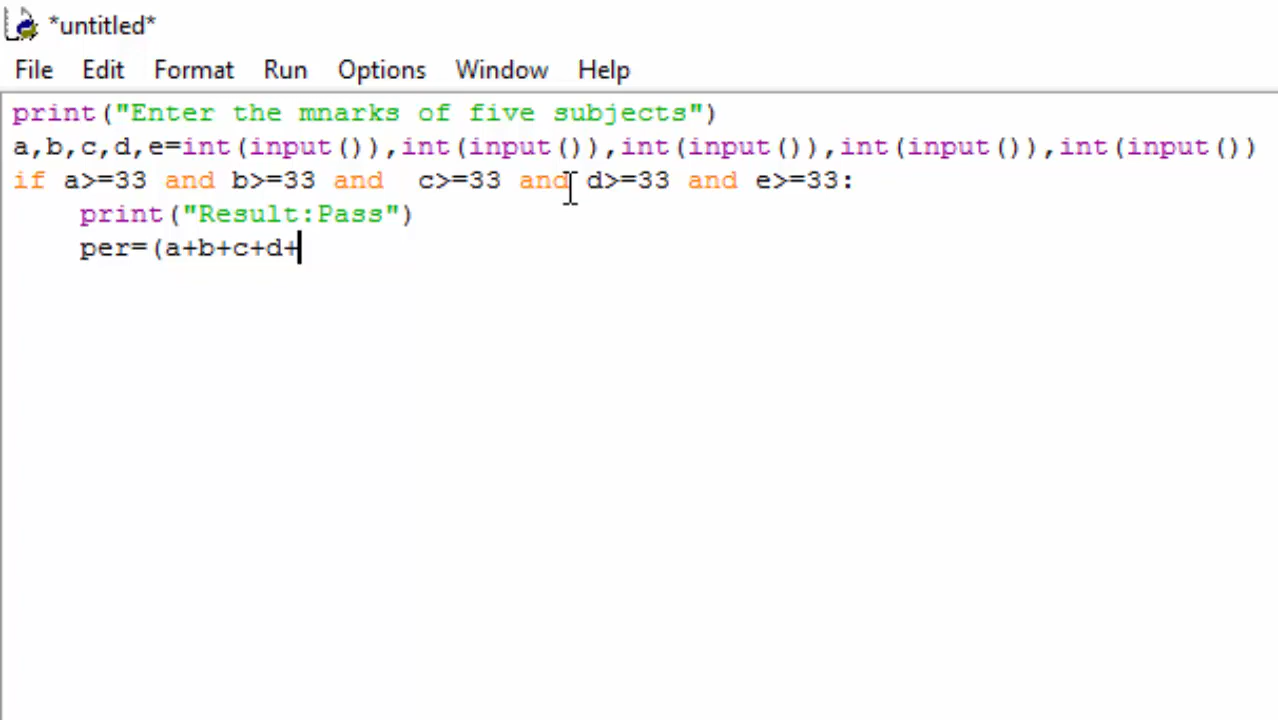 *untitled*
File Edit Format Run Options Window Help
print("Enter the mnarks of five subjects")
a,b,c,d,e=int(input()),int(input()),int(input()),int(input()),int(input())
if a>=33 and b>=33 and  c>=33 and d>=33 and e>=33:
    print("Result:Pass")
    per=(a+b+c+d+